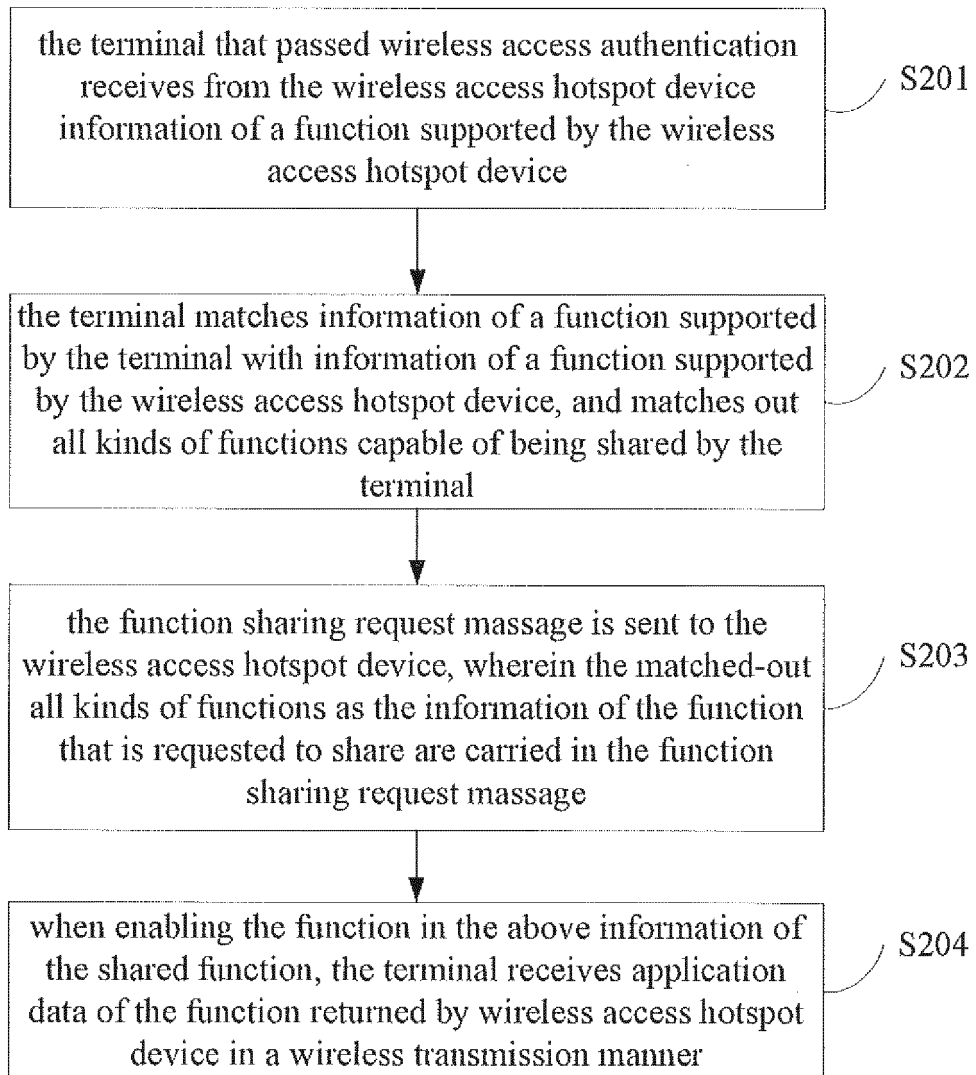 the terminal that passed wireless access authentication
receives from the wireless access hotspot device
information of a function supported by the wireless
access hotspot device
S201
the terminal matches information of a function supported
by the terminal with information of a function supported
by the wireless access hotspot device, and matches out
all kinds of functions capable of being shared by the
terminal
S202
the function sharing request massage is sent to the
wireless access hotspot device, wherein the matched-out
all kinds of functions as the information of the function
that is requested to share are carried in the function
sharing request massage
S203
when enabling the function in the above information of
the shared function, the terminal receives application
data of the function returned by wireless access hotspot
device in a wireless transmission manner
S204